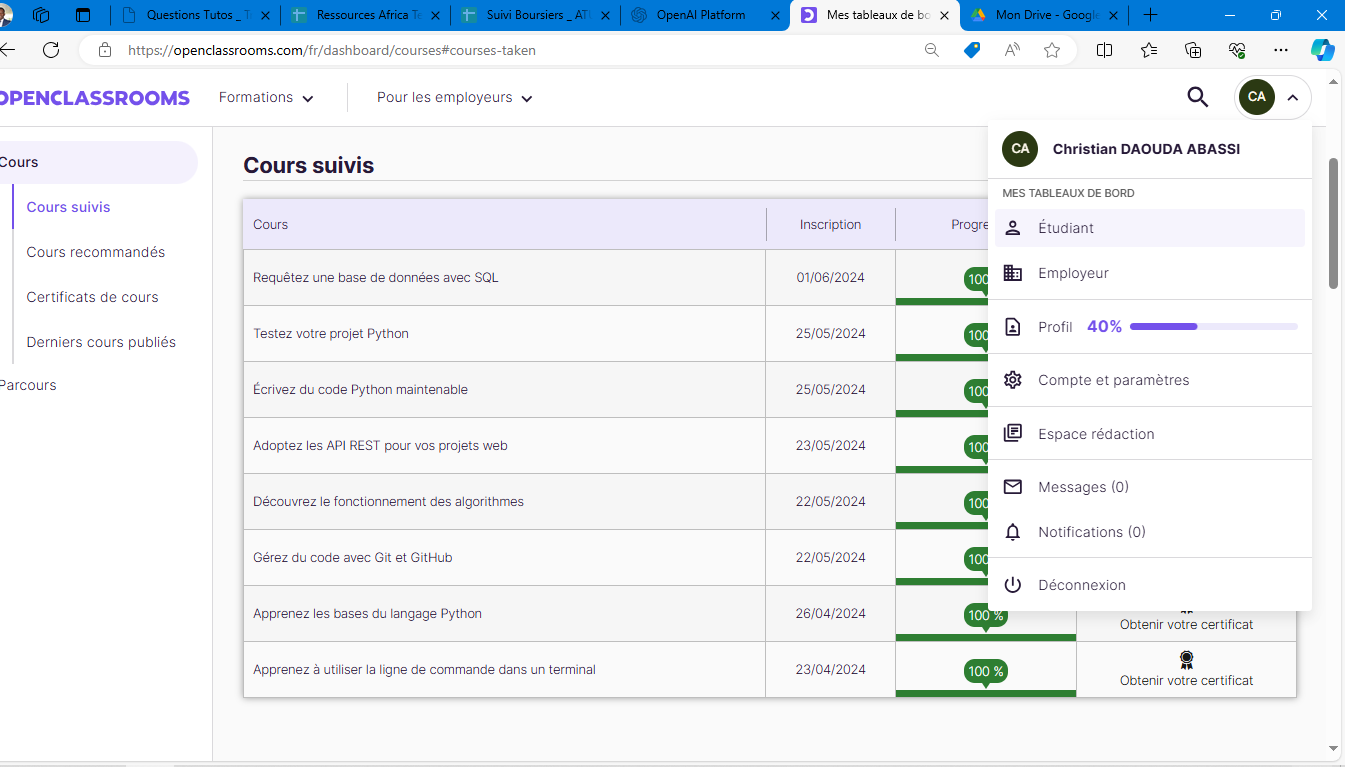 Questions Tutos _ T
Ressources Africa Te
Suivi Boursiers _ AT
OpenAI Platform
Mes tableaux de bo
Mon Drive - Google
https://openclassrooms.com/fr/dashboard/courses#courses-taken
OPENCLASSROOMS
Formations
Pour les employeurs
CA
CA
Christian DAOUDA ABASSI
MES TABLEAUX DE BORD
Étudiant
Employeur
Profil 40%
Compte et paramètres
Espace rédaction
Messages (0)
Notifications (0)
Déconnexion
Cours
Cours suivis
Cours recommandés
Certificats de cours
Derniers cours publiés
Parcours
Cours suivis
Cours Inscription Progre
Requêtez une base de données avec SQL 01/06/2024 100
Testez votre projet Python 25/05/2024 100
Écrivez du code Python maintenable 25/05/2024 100
Adoptez les API REST pour vos projets web 23/05/2024 100
Découvrez le fonctionnement des algorithmes 22/05/2024 100
Gérez du code avec Git et GitHub 22/05/2024 100
Apprenez les bases du langage Python 26/04/2024 100 % Obtenir votre certificat
Apprenez à utiliser la ligne de commande dans un terminal 23/04/2024 100 % Obtenir votre certificat